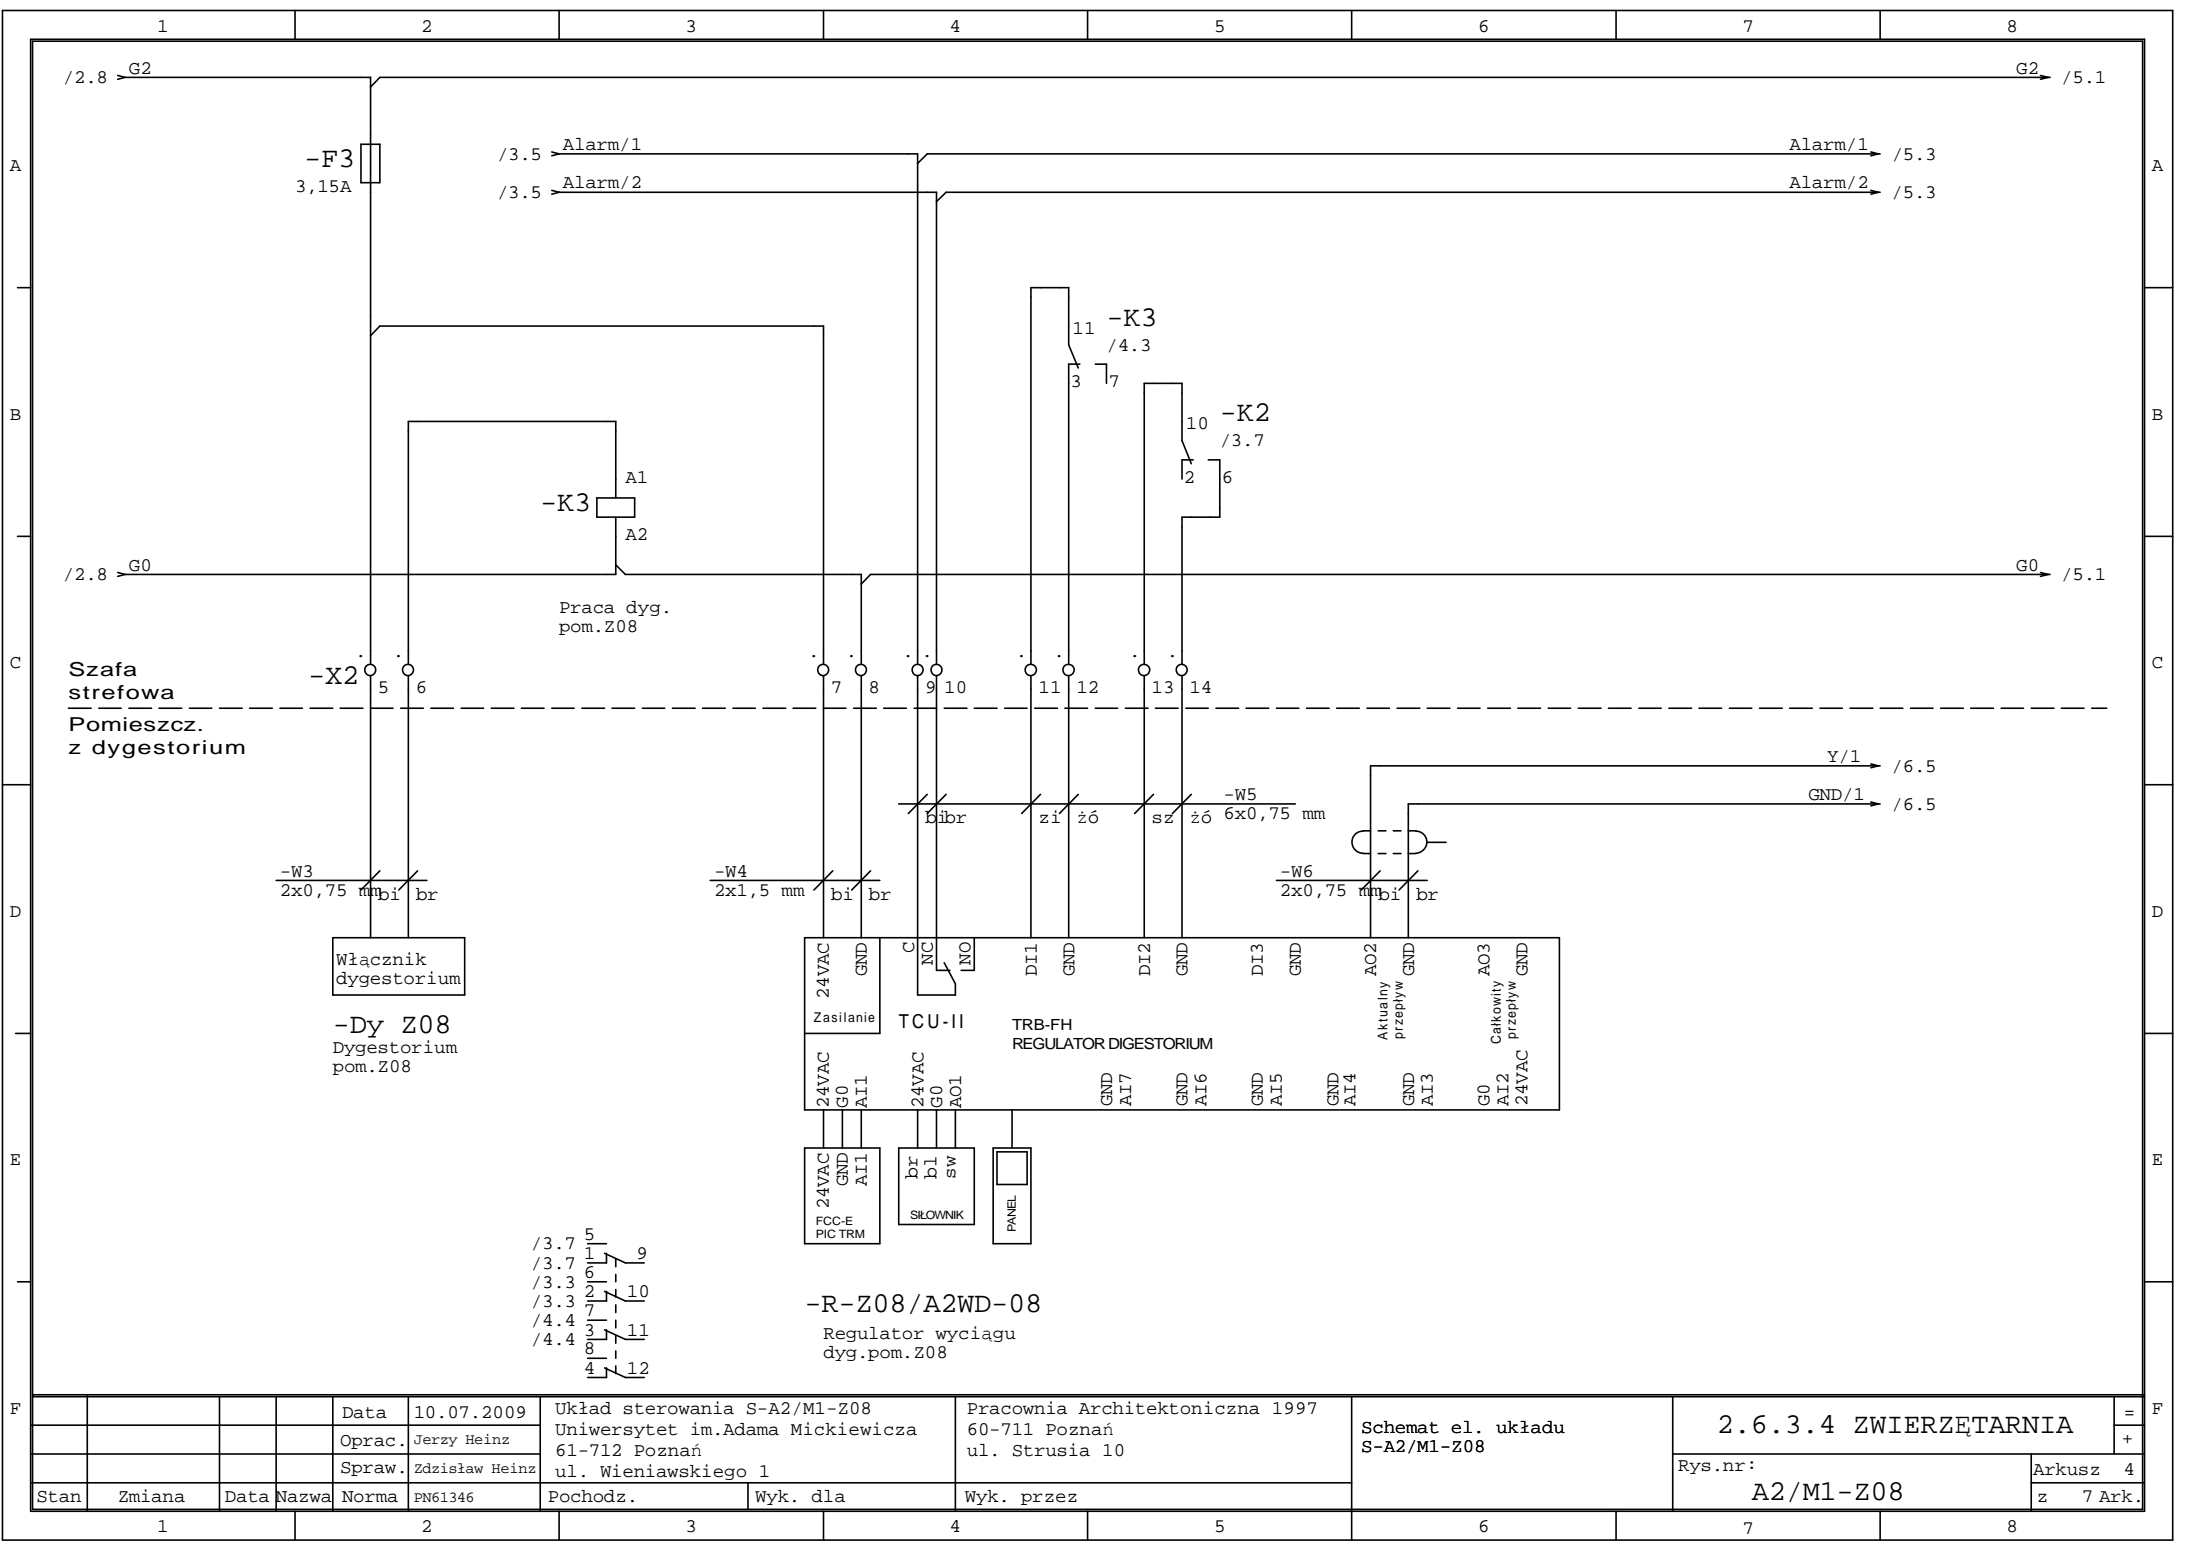 1 2 3 4 5 6 7 8
/2.8 G2 G2 /5.1
A A
/3.5 Alarm/1 Alarm/1 /5.3
/3.5 Alarm/2 Alarm/2 /5.3
-F3
3,15A
11 -K3
/4.3
3 7
B B
10 -K2
/3.7
2 6
A1
-K3
A2
/2.8 G0 G0 /5.1
Praca dyg.
pom.Z08
C C
Szafa
strefowa
-X2 5 6 7 8 9 10 11 12 13 14
Pomieszcz.
z dygestorium
Y/1 /6.5
GND/1 /6.5
-W5
bi br zi żó sz żó 6x0,75 mm
-W3
2x0,75 mm bi br
-W4
2x1,5 mm bi br
-W6
2x0,75 mm bi br
D D
Włącznik
dygestorium
-Dy Z08
Dygestorium
pom.Z08
24VAC GND C NC NO DI1 GND DI2 GND DI3 GND AO2 GND AO3 GND
Zasilanie
TCU-II
TRB-FH
REGULATOR DIGESTORIUM
Aktualny
przepływ
Całkowity
przepływ
24VAC G0 AI1 24VAC G0 AO1 GND AI7 GND AI6 GND AI5 GND AI4 GND AI3 G0 AI2 24VAC
E E
24VAC GND AI1
FCC-E
PIC TRM
br bl sw
SIŁOWNIK
PANEL
/3.7 5
/3.7 1 9
/3.3 6
/3.3 2 10
/4.4 7
/4.4 3 11
8
4 12
-R-Z08/A2WD-08
Regulator wyciągu
dyg.pom.Z08
F F
Data 10.07.2009
Oprac. Jerzy Heinz
Spraw. Zdzisław Heinz
Stan Zmiana Data Nazwa Norma PN61346
Układ sterowania S-A2/M1-Z08
Uniwersytet im.Adama Mickiewicza
61-712 Poznań
ul. Wieniawskiego 1
Pochodz. Wyk. dla
Pracownia Architektoniczna 1997
60-711 Poznań
ul. Strusia 10
Wyk. przez
Schemat el. układu
S-A2/M1-Z08
2.6.3.4 ZWIERZĘTARNIA
=
+
Rys.nr:
A2/M1-Z08
Arkusz 4
z 7 Ark.
1 2 3 4 5 6 7 8